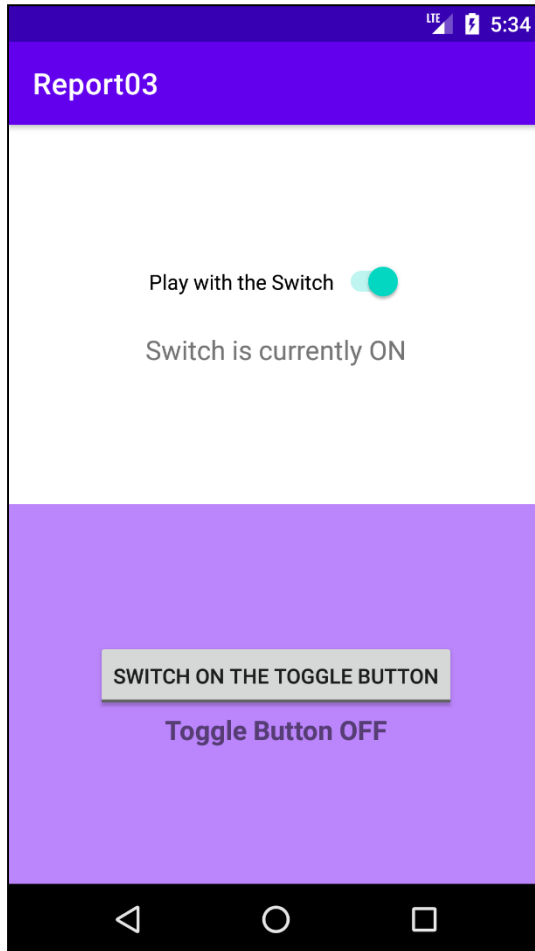 LTE 5:34
Report03
Play with the Switch
Switch is currently ON
SWITCH ON THE TOGGLE BUTTON
Toggle Button OFF